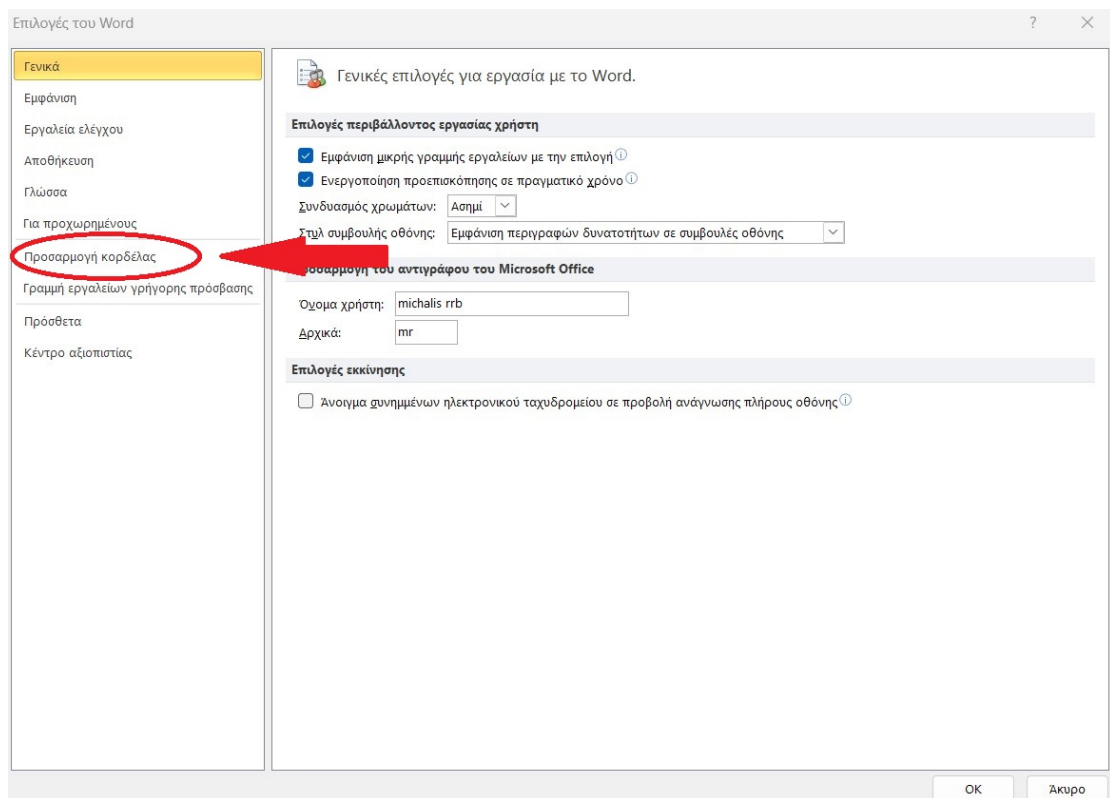 Επιλογές του Word
?
Γενικά
Εμφάνιση
Εργαλεία ελέγχου
Αποθήκευση
Γλώσσα
Για προχωρημένους
Προσαρμογή κορδέλας
Γραμμή εργαλείων γρήγορης πρόσβασης
Πρόσθετα
Κέντρο αξιοπιστίας
Γενικές επιλογές για εργασία με το Word.
Επιλογές περιβάλλοντος εργασίας χρήστη
Εμφάνιση μικρής γραμμής εργαλείων με την επιλογή
Ενεργοποίηση προεπισκόπησης σε πραγματικό χρόνο
Συνδυασμός χρωμάτων: Ασημί
Στυλ συμβουλής οθόνης: Εμφάνιση περιγραφών δυνατοτήτων σε συμβουλές οθόνης
Προσαρμογή του αντιγράφου του Microsoft Office
Όνομα χρήστη: michalis rrb
Αρχικά: mr
Επιλογές εκκίνησης
Άνοιγμα συνημμένων ηλεκτρονικού ταχυδρομείου σε προβολή ανάγνωσης πλήρους οθόνης
OK
Άκυρο